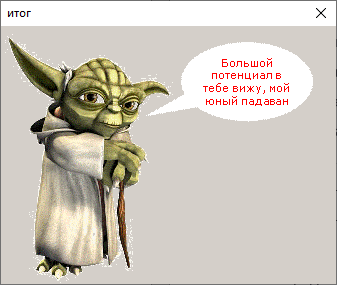 итог
Большой
потенциал в
тебе вижу, мой
юный падаван